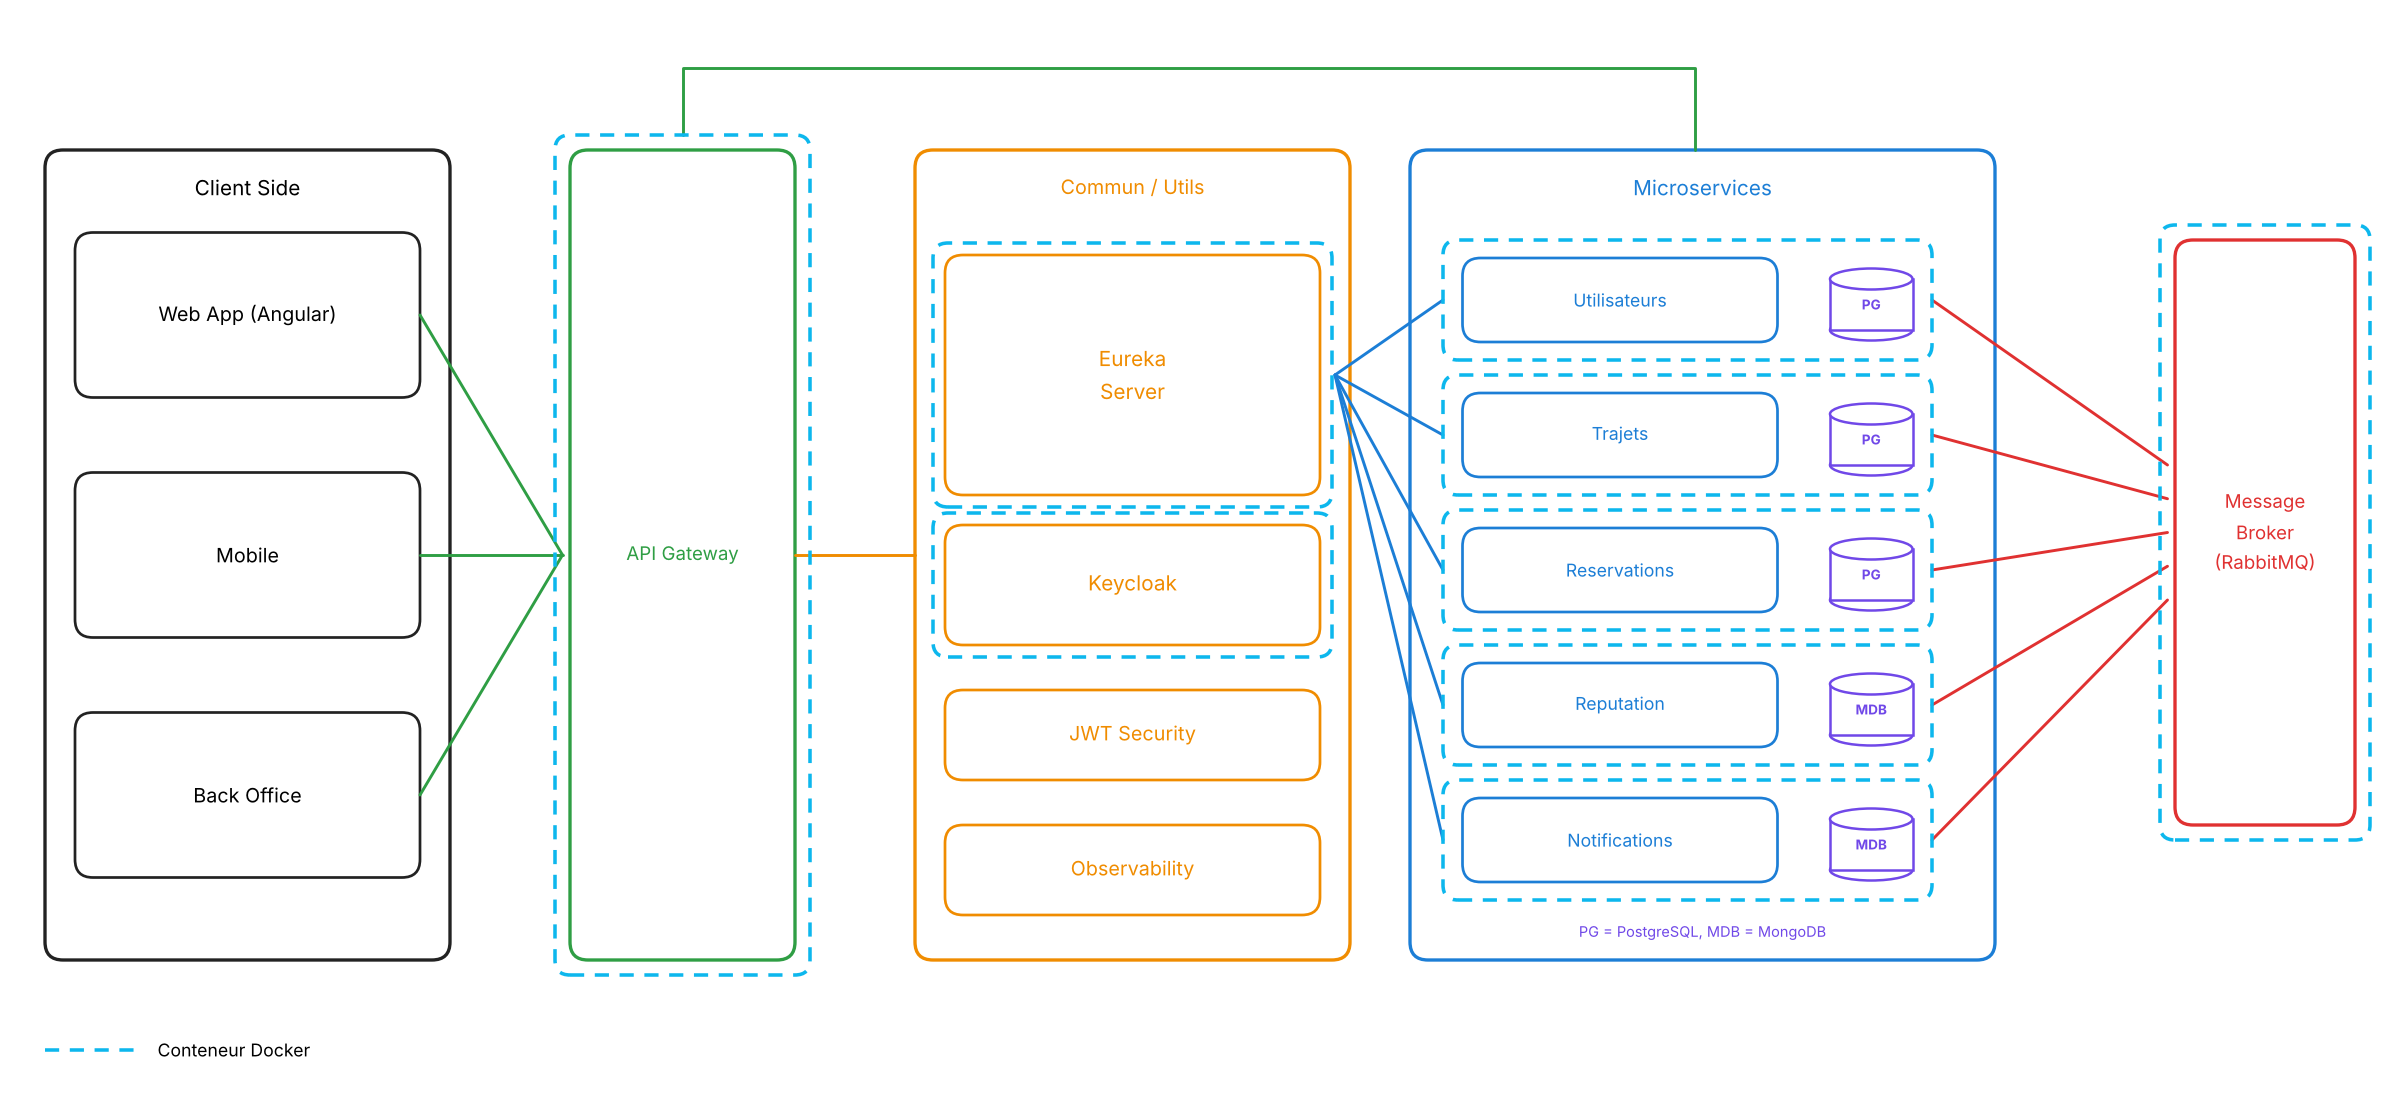 Client Side
Web App (Angular)
Mobile
Back Office
API Gateway
Commun / Utils
Eureka
Server
Keycloak
JWT Security
Observability
Microservices
Utilisateurs
PG
Trajets
PG
Reservations
PG
Reputation
MDB
Notifications
MDB
PG = PostgreSQL, MDB = MongoDB
Message
Broker
(RabbitMQ)
Conteneur Docker